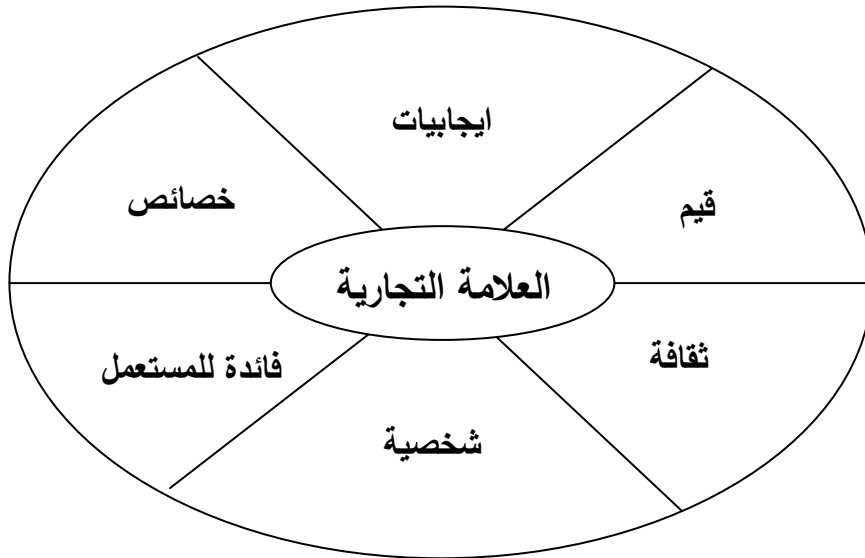 ايجابيات
قيم
خصائص
العلامة التجارية
ثقافة
فائدة للمستعمل
شخصية